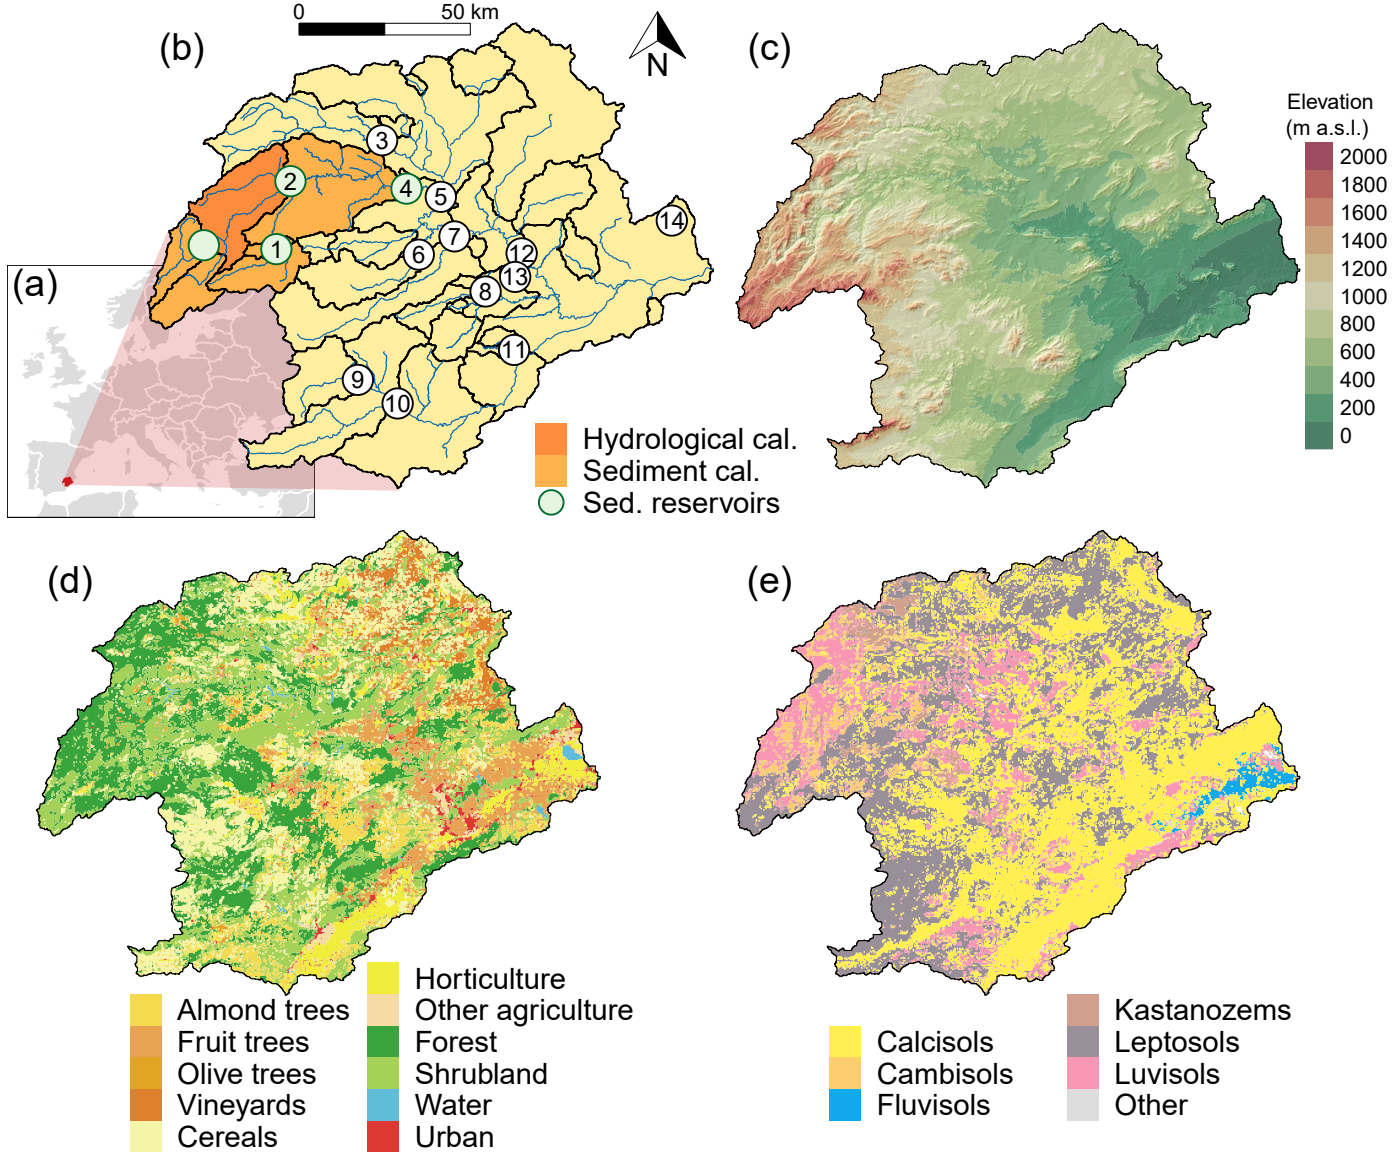 0 50 km
(b)
N
3
2
4
5
14
7
1
6
12
13
8
11
9
10
(a)
Hydrological cal.
Sediment cal.
Sed. reservoirs
(c)
Elevation
(m a.s.l.)
2000
1800
1600
1400
1200
1000
800
600
400
200
0
(d)
Almond trees
Fruit trees
Olive trees
Vineyards
Cereals
Horticulture
Other agriculture
Forest
Shrubland
Water
Urban
(e)
Calcisols
Cambisols
Fluvisols
Kastanozems
Leptosols
Luvisols
Other